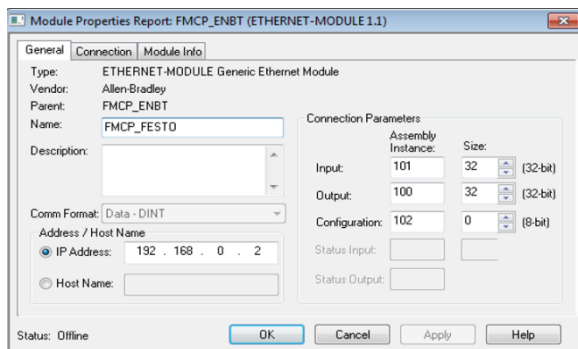 Module Properties Report: FMCP_ENBT (ETHERNET-MODULE 1.1)
General Connection Module Info
Type: ETHERNET-MODULE Generic Ethernet Module
Vendor: Allen-Bradley
Parent: FMCP_ENBT
Name: FMCP_FESTO
Description:
Comm Format: Data - DINT
Address / Host Name
IP Address: 192 . 168 . 0 . 2
Host Name:
Connection Parameters
Assembly Instance: Size:
Input: 101 32 (32-bit)
Output: 100 32 (32-bit)
Configuration: 102 0 (8-bit)
Status Input:
Status Output:
Status: Offline
OK Cancel Apply Help